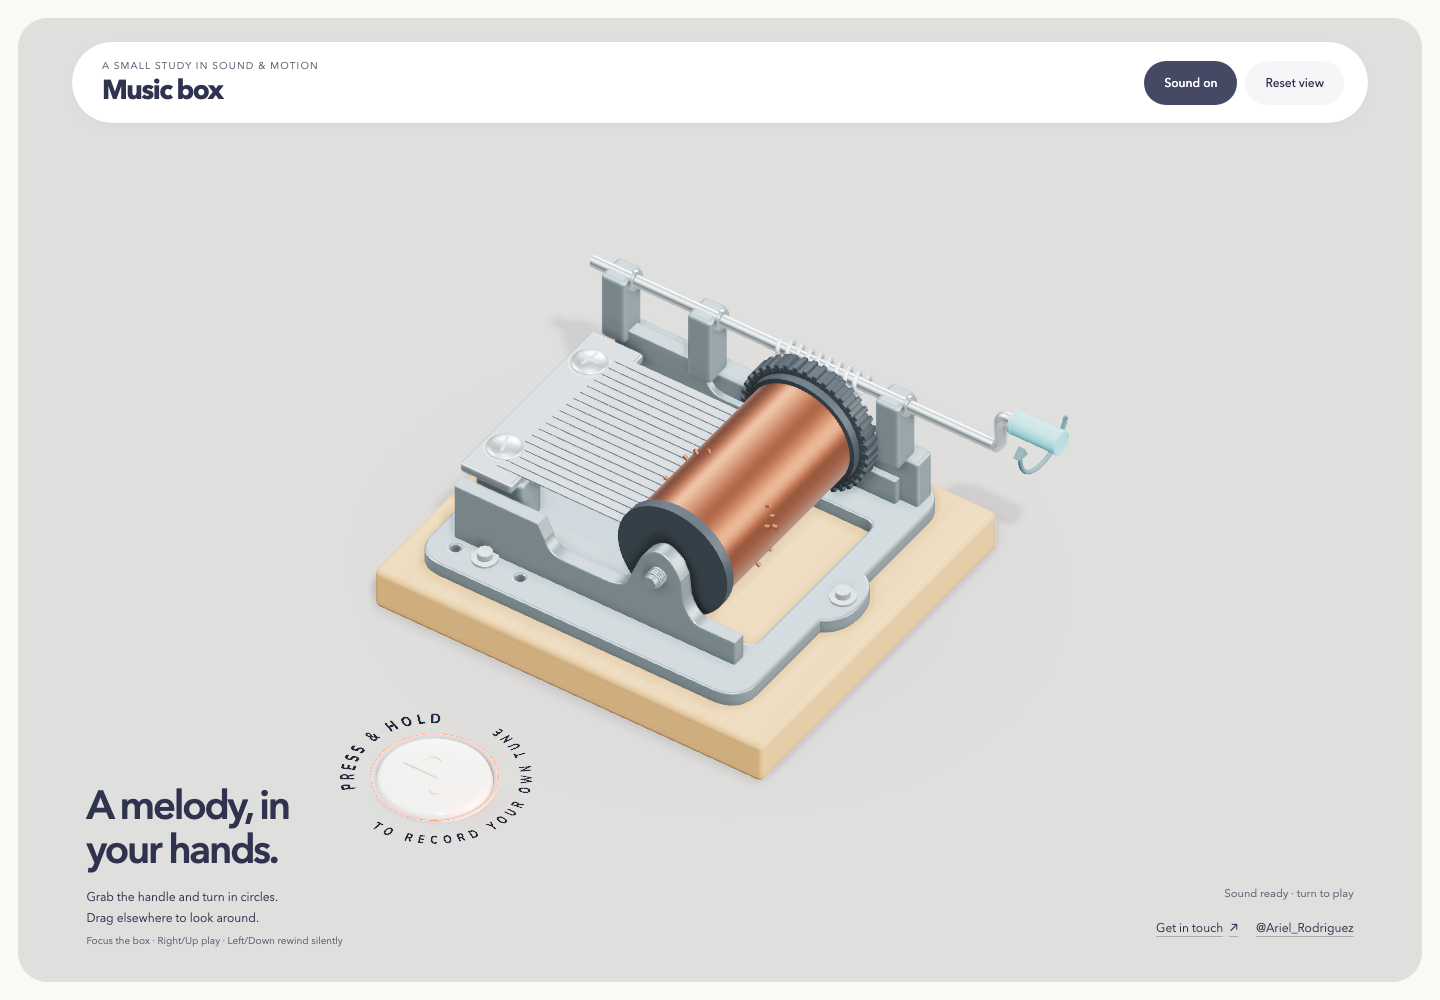 A SMALL STUDY IN SOUND & MOTION
Music box
Sound on
Reset view
PRESS & HOLD
TO RECORD YOUR OWN TUNE
A melody, in
your hands.
Grab the handle and turn in circles.
Drag elsewhere to look around.
Focus the box · Right/Up play · Left/Down rewind silently
Sound ready · turn to play
Get in touch ↗
@Ariel_Rodriguez